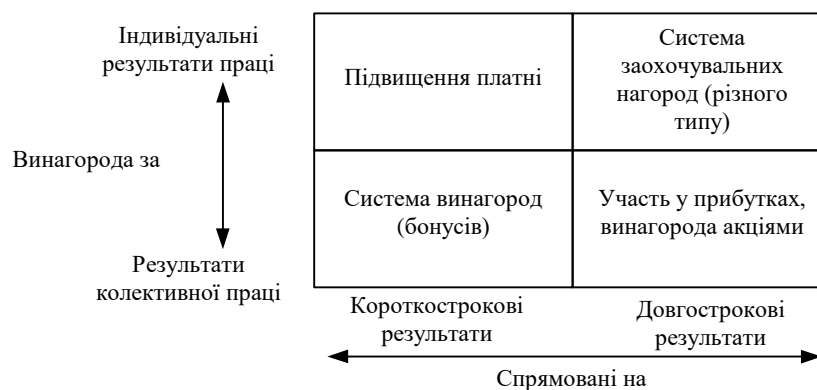 Індивідуальні
результати праці
Підвищення платні
Система
заохочувальних
нагород (різного
типу)
Винагорода за
Система винагород
(бонусів)
Участь у прибутках,
винагорода акціями
Результати
колективної праці
Короткострокові
результати
Довгострокові
результати
Спрямовані на